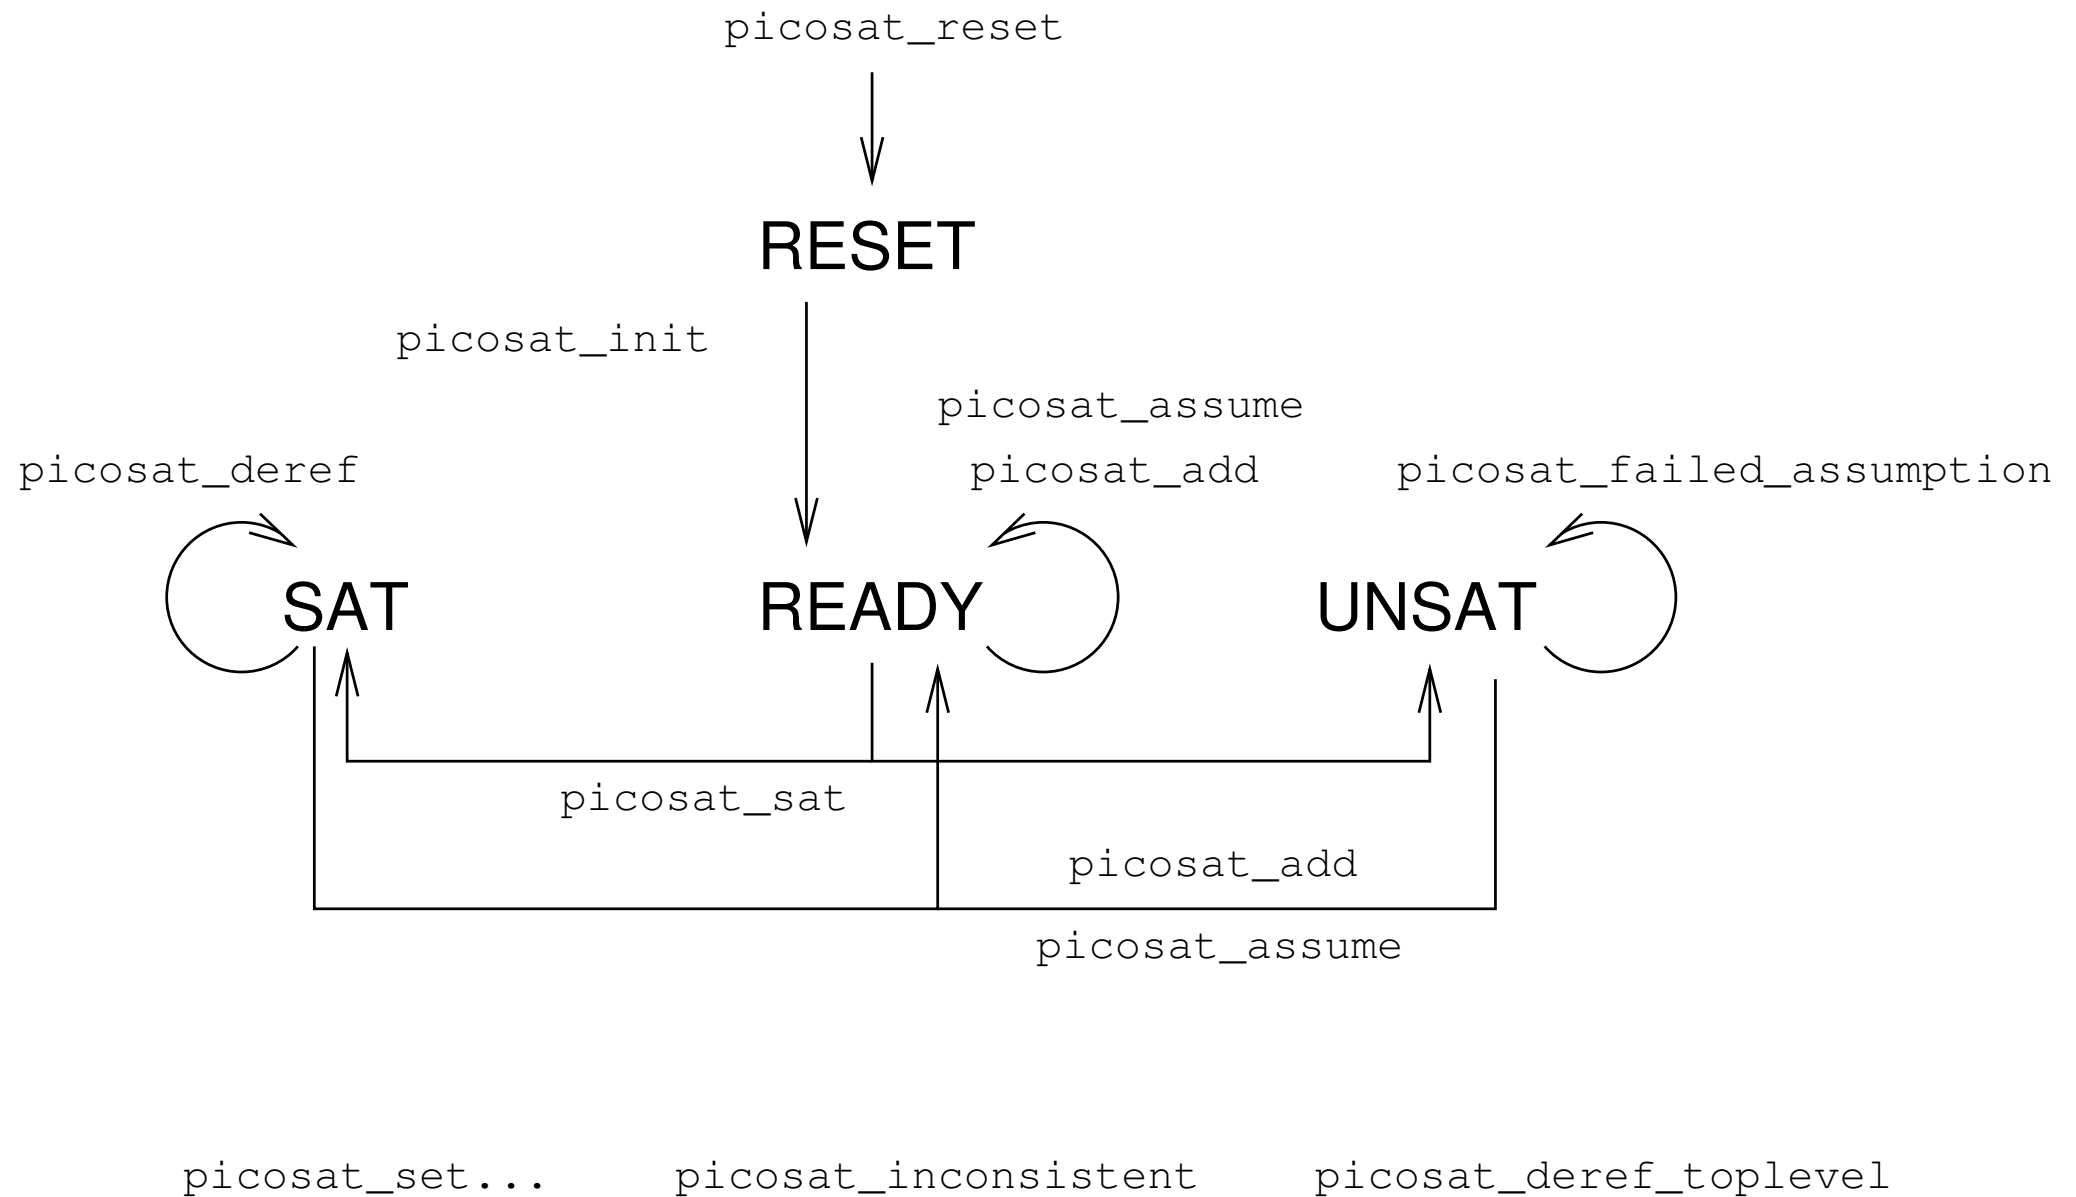 picosat_reset
RESET
picosat_init
picosat_assume
picosat_deref
picosat_add
picosat_failed_assumption
SAT
READY
UNSAT
picosat_sat
picosat_add
picosat_assume
picosat_set...
picosat_inconsistent
picosat_deref_toplevel